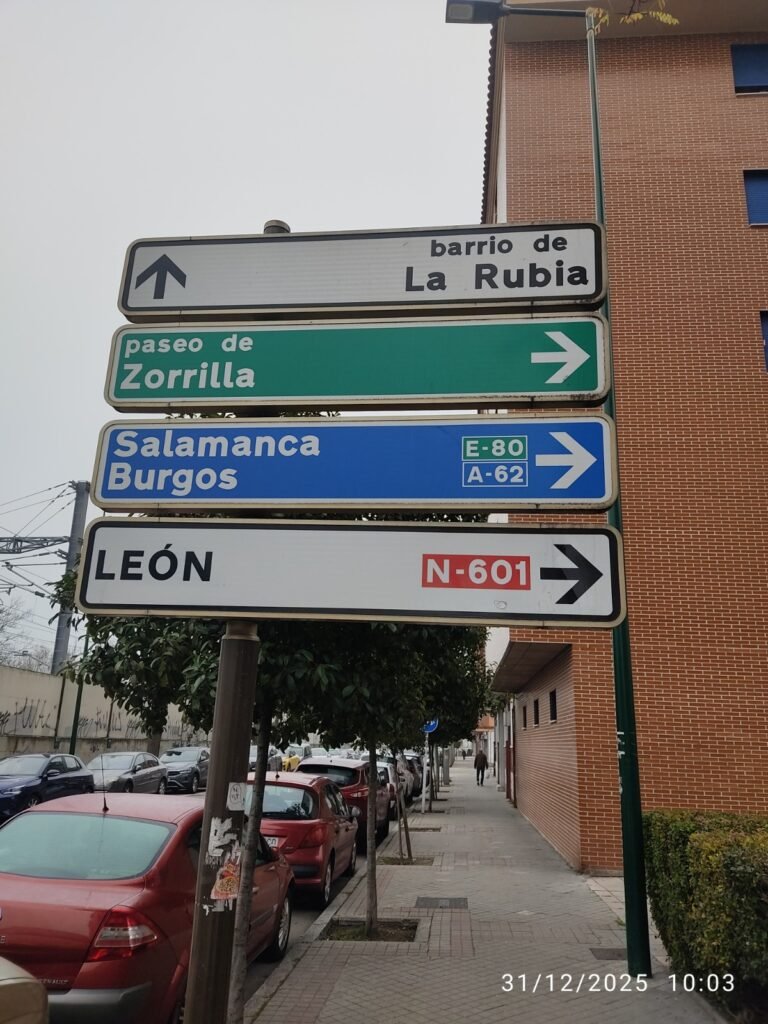 barrio de
La Rubia
paseo de
Zorrilla
Salamanca
Burgos
E-80
A-62
LEÓN
N-601
31/12/2025 10:03